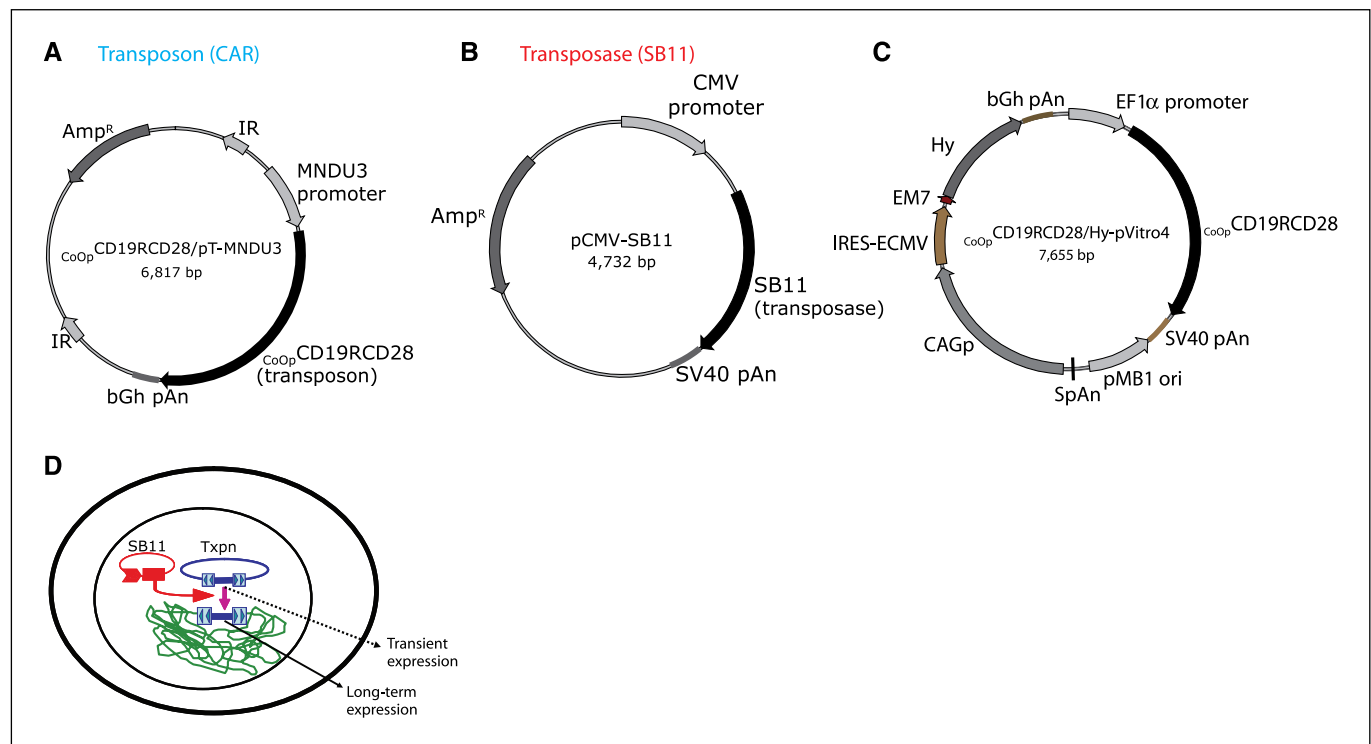 A Transposon (CAR)
Amp^R
IR
MNDU3
promoter
CoOpCD19RCD28/pT-MNDU3
6,817 bp
IR
CoOpCD19RCD28
(transposon)
bGh pAn
B Transposase (SB11)
CMV
promoter
Amp^R
pCMV-SB11
4,732 bp
SB11
(transposase)
SV40 pAn
C
bGh pAn
EF1α promoter
Hy
EM7
IRES-ECMV
CoOpCD19RCD28/Hy-pVitro4
7,655 bp
CoOpCD19RCD28
CAGp
SV40 pAn
pMB1 ori
SpAn
D
SB11
Txpn
Transient
expression
Long-term
expression